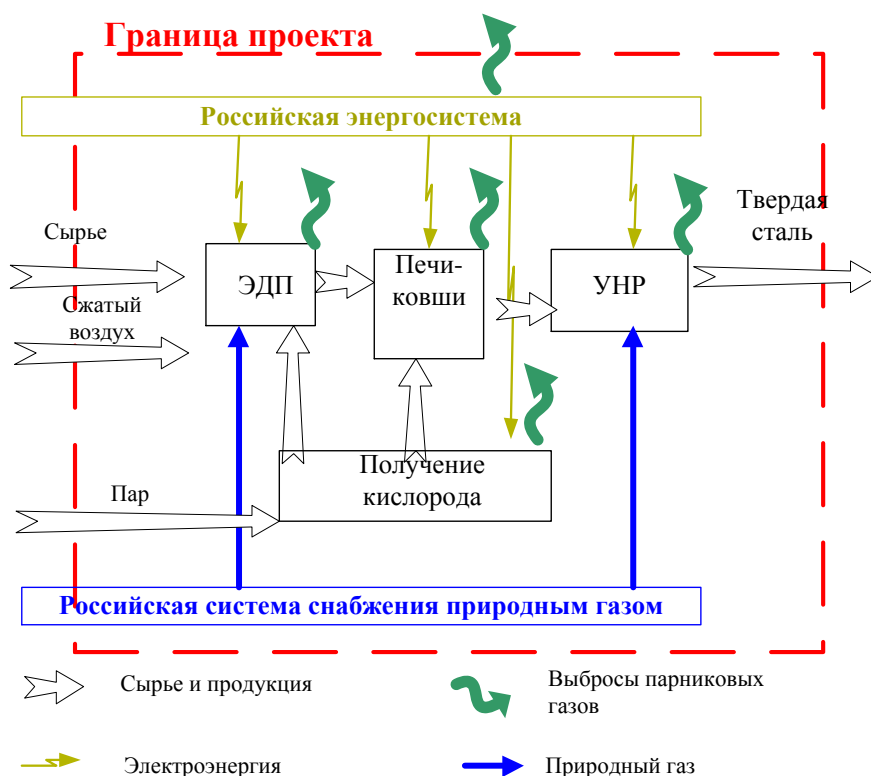 Граница проекта
Российская энергосистема
Твердая
сталь
Сырье
ЭДП
Печи-
ковши
УНР
Сжатый
воздух
Получение
кислорода
Пар
Российская система снабжения природным газом
Сырье и продукция
Выбросы парниковых
газов
Электроэнергия
Природный газ